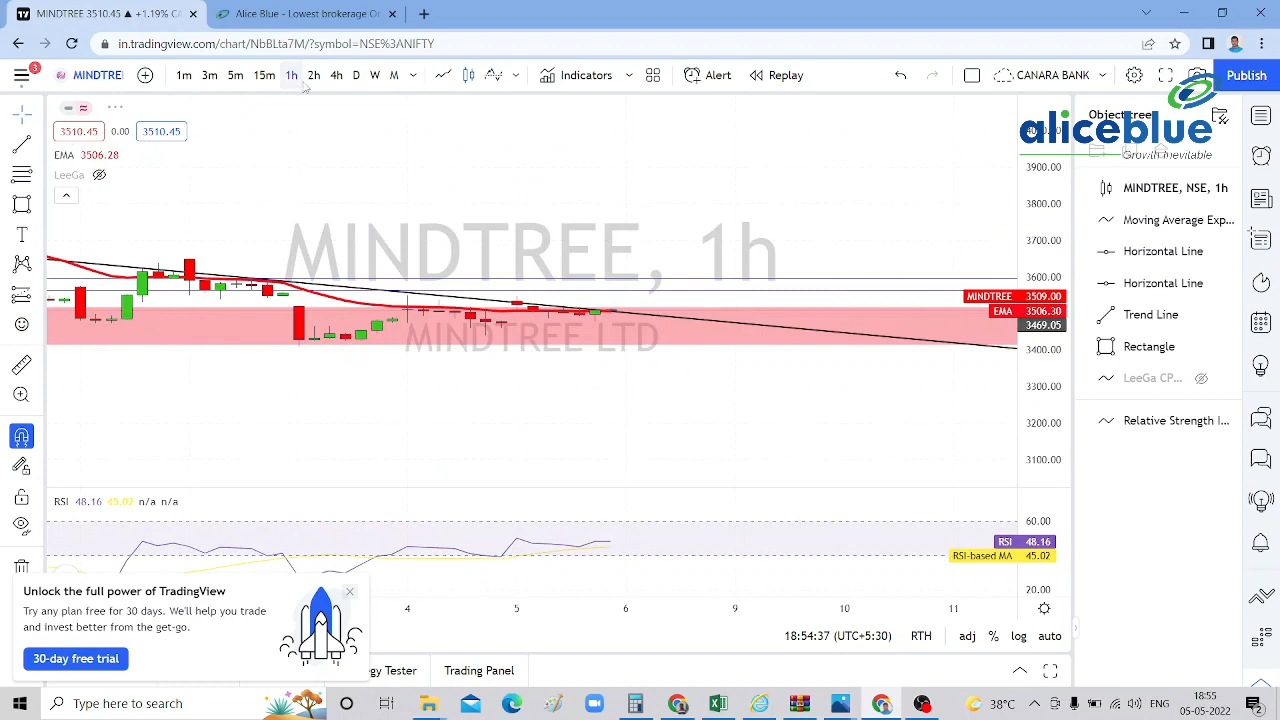 MINDTREE 3510.45 ▲ +1.19% CA
Alice Blue - Lowest brokerage On
in.tradingview.com/chart/NbBLta7M/?symbol=NSE%3ANIFTY
3
MINDTREE
1m 3m 5m 15m 1h 2h 4h D W M
Indicators
Alert
Replay
CANARA BANK
Publish
3510.45 0.00 3510.45
EMA 3506.28
LeeGa
MINDTREE, 1h
MINDTREE LTD
3900.00
3800.00
3700.00
3600.00
MINDTREE 3509.00
EMA 3506.30
3469.05
3400.00
3300.00
3200.00
3100.00
aliceblue
Growth Inevitable
MINDTREE, NSE, 1h
Moving Average Exp...
Horizontal Line
Horizontal Line
Trend Line
Rectangle
LeeGa CP...
Relative Strength I...
RSI 48.16 45.02 n/a n/a
60.00
RSI 48.16
RSI-based MA 45.02
20.00
4 5 6 9 10 11
Unlock the full power of TradingView
Try any plan free for 30 days. We'll help you trade
and invest better from the get-go.
30-day free trial
18:54:37 (UTC+5:30) RTH adj % log auto
gy Tester
Trading Panel
Type here to search
38°C
ENG
18:55
05-05-2022
2